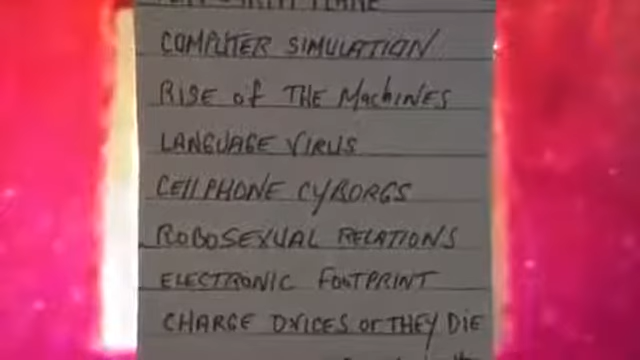 COMPUTER SIMULATION
RISE of THE MachINES
LANGUAGE VIRUS
CEllPHONE CYBORGS
ROBOSEXUAL RELATIONS
ELECTRONIC FOOTPRINT
CHARGE DVICES or THEY DIE